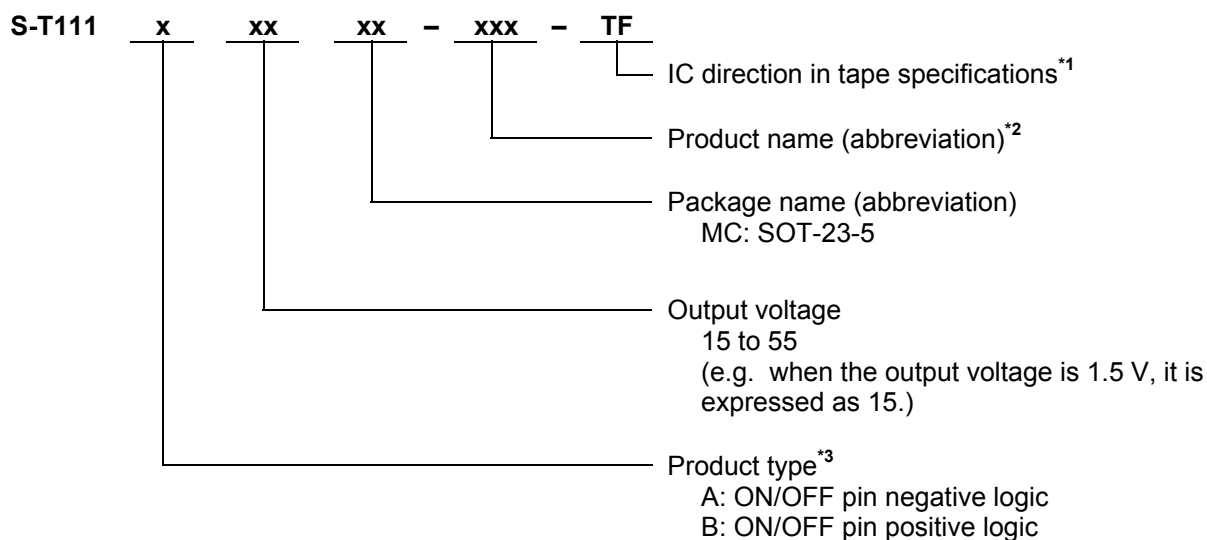 S-T111 x xx xx – xxx – TF
IC direction in tape specifications*1
Product name (abbreviation)*2
Package name (abbreviation)
MC: SOT-23-5
Output voltage
15 to 55
(e.g. when the output voltage is 1.5 V, it is
expressed as 15.)
Product type*3
A: ON/OFF pin negative logic
B: ON/OFF pin positive logic